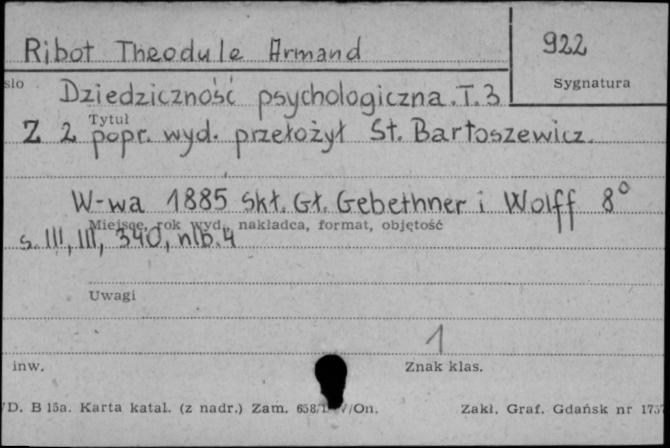 Ribot Theodule Armand
922
Sygnatura
sło
Dziedziczność psychologiczna. T. 3
Tytuł
Z 2 popr. wyd. przełożył St. Bartoszewicz.
W-wa 1885 Skł. Gł. Gebethner i Wolff 8°
Miejsce, rok wyd., nakładca, format, objętość
s. III, III, 340, nlb. 4
Uwagi
1
inw.
Znak klas.
/D. B 15a. Karta katal. (z nadr.) Zam. /On. Zakł. Graf. Gdańsk nr